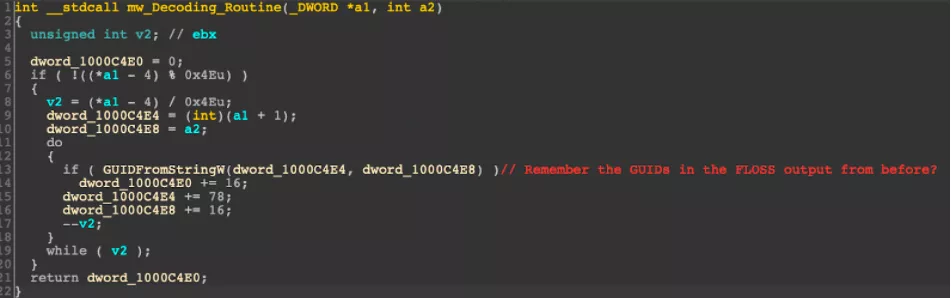 1 int __stdcall mw_Decoding_Routine(_DWORD *a1, int a2)
2 {
3   unsigned int v2; // ebx
4
5   dword_1000C4E0 = 0;
6   if ( !((*a1 - 4) % 0x4Eu) )
7   {
8     v2 = (*a1 - 4) / 0x4Eu;
9     dword_1000C4E4 = (int)(a1 + 1);
10     dword_1000C4E8 = a2;
11     do
12     {
13       if ( GUIDFromStringW(dword_1000C4E4, dword_1000C4E8) )// Remember the GUIDs in the FLOSS output from before?
14         dword_1000C4E0 += 16;
15       dword_1000C4E4 += 78;
16       dword_1000C4E8 += 16;
17       --v2;
18     }
19     while ( v2 );
20   }
21   return dword_1000C4E0;
22 }